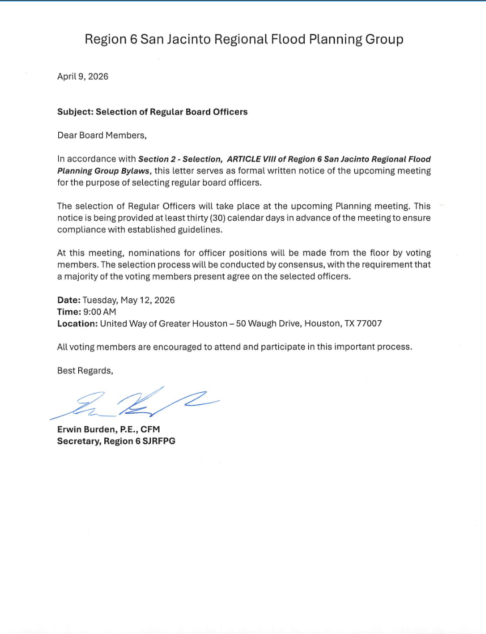 Region 6 San Jacinto Regional Flood Planning Group
April 9, 2026
Subject: Selection of Regular Board Officers
Dear Board Members,
In accordance with Section 2 - Selection, ARTICLE VIII of Region 6 San Jacinto Regional Flood
Planning Group Bylaws, this letter serves as formal written notice of the upcoming meeting
for the purpose of selecting regular board officers.
The selection of Regular Officers will take place at the upcoming Planning meeting. This
notice is being provided at least thirty (30) calendar days in advance of the meeting to ensure
compliance with established guidelines.
At this meeting, nominations for officer positions will be made from the floor by voting
members. The selection process will be conducted by consensus, with the requirement that
a majority of the voting members present agree on the selected officers.
Date: Tuesday, May 12, 2026
Time: 9:00 AM
Location: United Way of Greater Houston – 50 Waugh Drive, Houston, TX 77007
All voting members are encouraged to attend and participate in this important process.
Best Regards,
Erwin Burden, P.E., CFM
Secretary, Region 6 SJRFPG